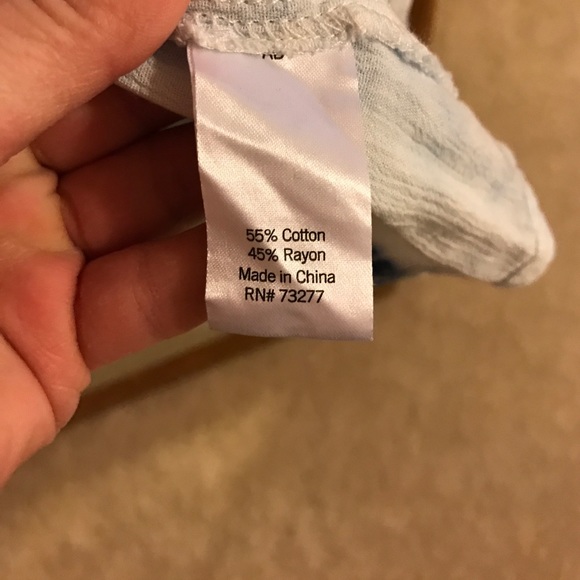 55% Cotton
45% Rayon
Made in China
RN# 73277